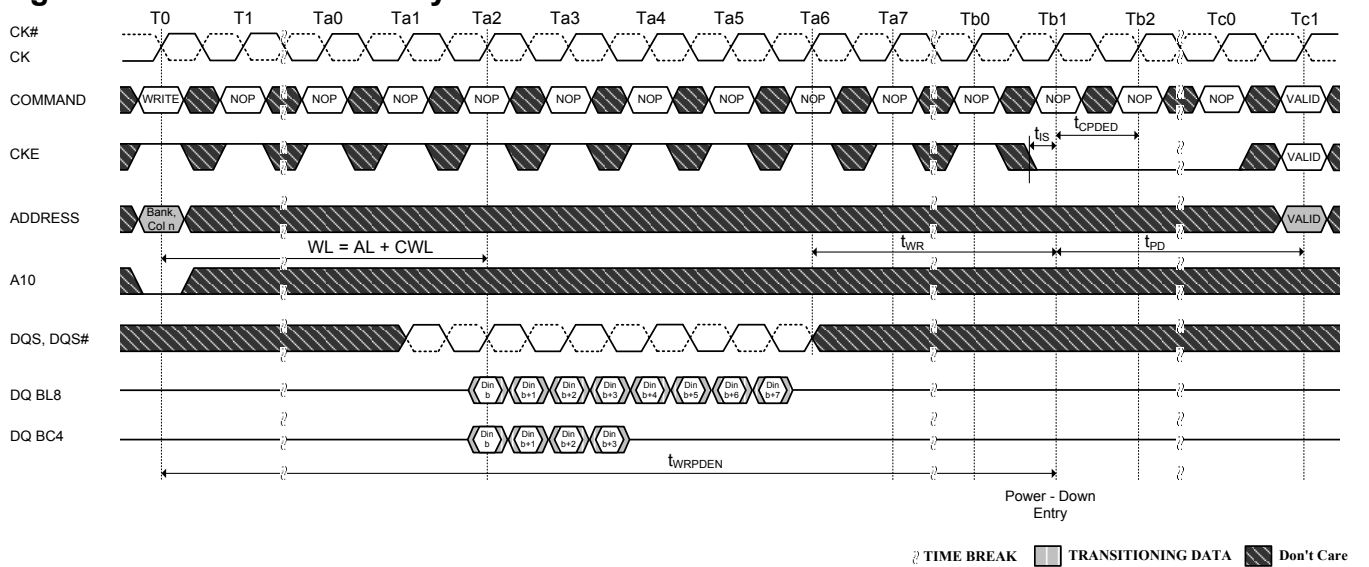 T0 T1 Ta0 Ta1 Ta2 Ta3 Ta4 Ta5 Ta6 Ta7 Tb0 Tb1 Tb2 Tc0 Tc1
CK#
CK
COMMAND WRITE NOP NOP NOP NOP NOP NOP NOP NOP NOP NOP NOP NOP NOP VALID
tIS tCPDED
CKE VALID
ADDRESS Bank, Col n VALID
WL = AL + CWL tWR tPD
A10
DQS, DQS#
DQ BL8 Din b Din b+1 Din b+2 Din b+3 Din b+4 Din b+5 Din b+6 Din b+7
DQ BC4 Din b Din b+1 Din b+2 Din b+3
tWRPDEN
Power - Down
Entry
TIME BREAK TRANSITIONING DATA Don't Care